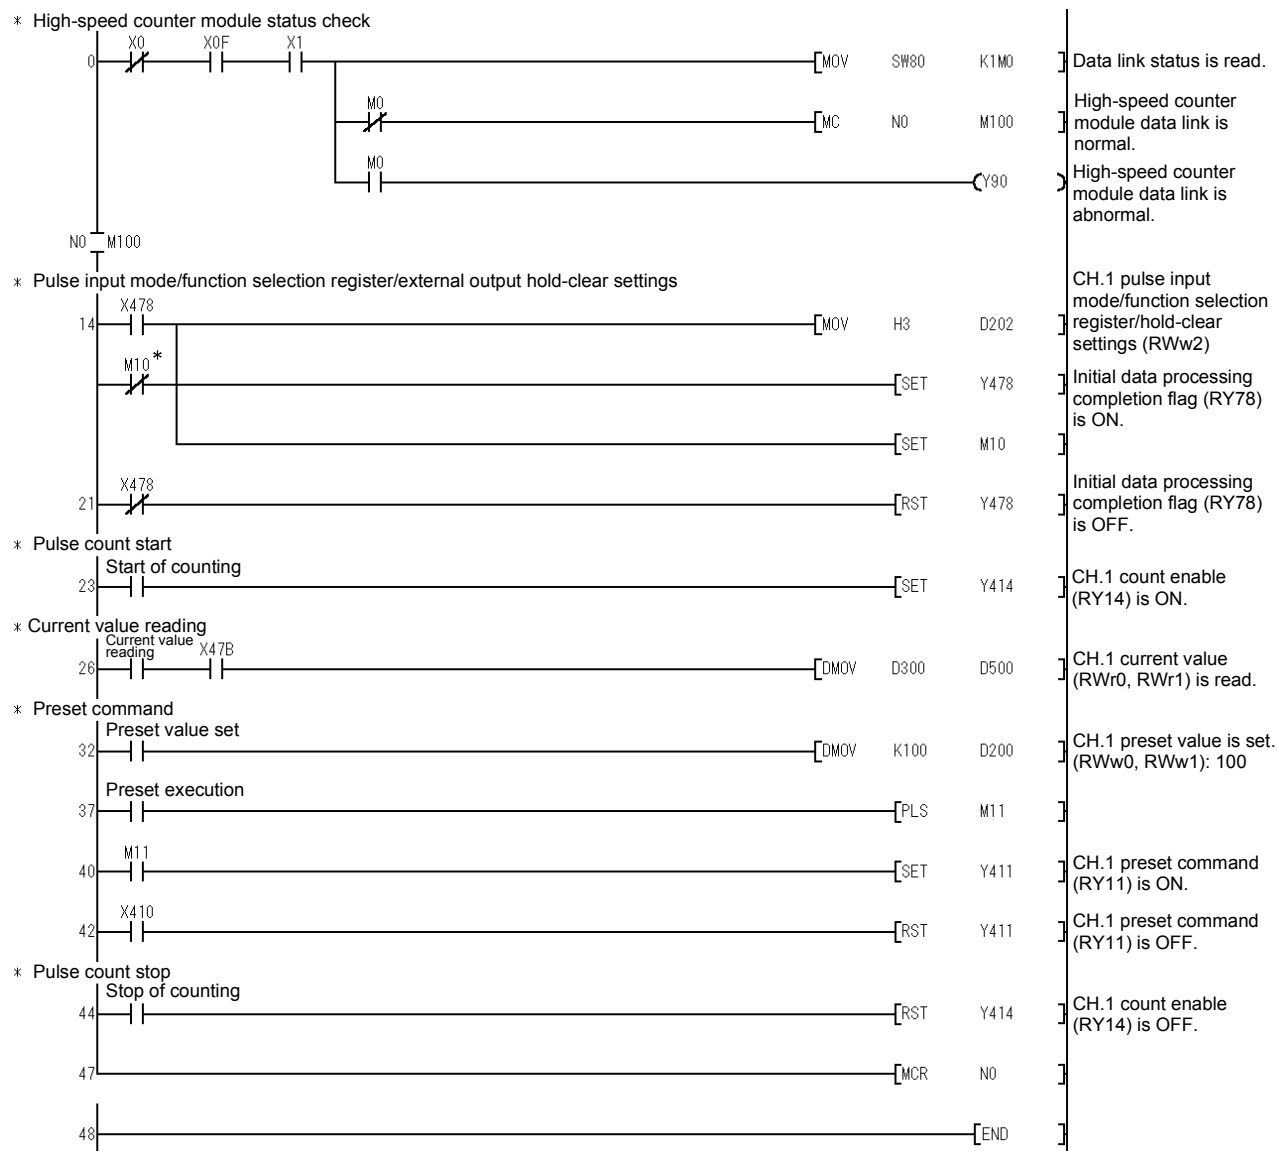 * High-speed counter module status check
X0 X0F X1
0 MOV SW80 K1M0 Data link status is read.
M0
MC N0 M100
High-speed counter
module data link is
normal.
M0
Y90
High-speed counter
module data link is
abnormal.
N0 M100
* Pulse input mode/function selection register/external output hold-clear settings
X478
14 MOV H3 D202
CH.1 pulse input
mode/function selection
register/hold-clear
settings (RWw2)
M10 *
SET Y478
Initial data processing
completion flag (RY78)
is ON.
SET M10
X478
21 RST Y478
Initial data processing
completion flag (RY78)
is OFF.
* Pulse count start
Start of counting
23 SET Y414
CH.1 count enable
(RY14) is ON.
* Current value reading
Current value
reading X47B
26 DMOV D300 D500
CH.1 current value
(RWr0, RWr1) is read.
* Preset command
Preset value set
32 DMOV K100 D200
CH.1 preset value is set.
(RWw0, RWw1): 100
Preset execution
37 PLS M11
M11
40 SET Y411
CH.1 preset command
(RY11) is ON.
X410
42 RST Y411
CH.1 preset command
(RY11) is OFF.
* Pulse count stop
Stop of counting
44 RST Y414
CH.1 count enable
(RY14) is OFF.
47 MCR N0
48 END